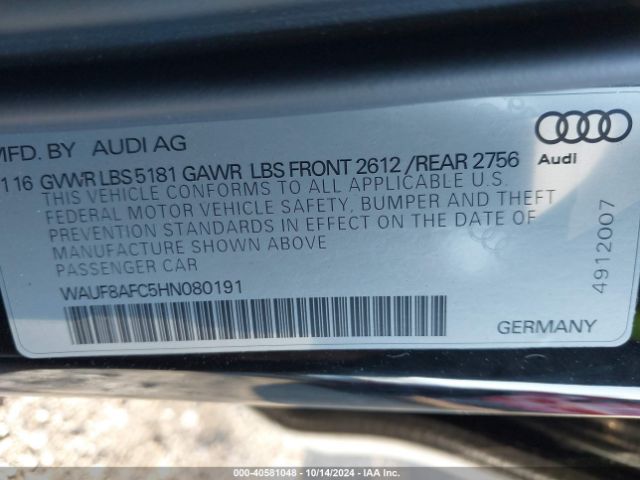 MFD. BY AUDI AG
116 GVWR LBS 5181 GAWR LBS FRONT 2612 /REAR 2756
THIS VEHICLE CONFORMS TO ALL APPLICABLE U.S.
FEDERAL MOTOR VEHICLE SAFETY, BUMPER AND THEFT
PREVENTION STANDARDS IN EFFECT ON THE DATE OF
MANUFACTURE SHOWN ABOVE
PASSENGER CAR
WAUF8AFC5HN080191
Audi
4912007
GERMANY
000-40581048 - 10/14/2024 - IAA Inc.